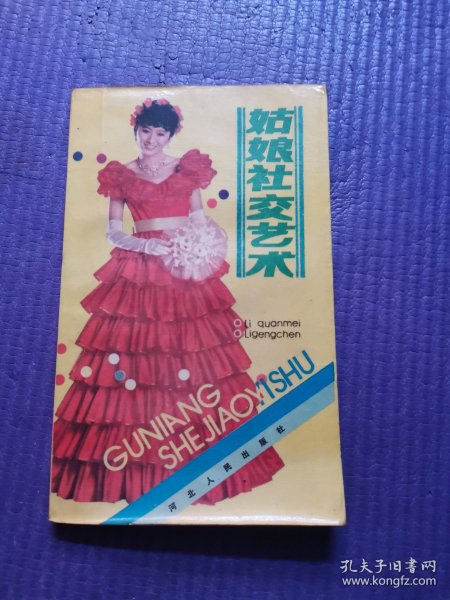 姑娘社交艺术
Li quanmei
Ligengchen
GUNIANG
SHEJIAOYISHU
河北人民出版社
孔夫子旧书网
www.kongfz.com